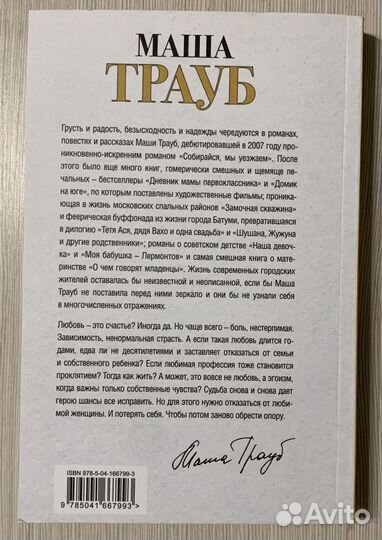 МАША
ТРАУБ
Грусть и радость, безысходность и надежды чередуются в романах,
повестях и рассказах Маши Трауб, дебютировавшей в 2007 году про-
никновенно-искренним романом «Собирайся, мы уезжаем». После
этого было еще много книг, гомерически смешных и щемяще пе-
чальных – бестселлеры «Дневник мамы первоклассника» и «Домик
на юге», по которым поставлены художественные фильмы; проникаю-
щая в жизнь московских спальных районов «Замочная скважина»
и феерическая буффонада из жизни города Батуми, превратившаяся
в дилогию «Тетя Ася, дядя Вахо и одна свадьба» и «Шушана, Жужуна
и другие родственники»; романы о советском детстве «Наша девоч-
ка» и «Моя бабушка – Лермонтов» и самая смешная книга о мате-
ринстве «О чем говорят младенцы». Жизнь современных городских
жителей оставалась бы неизвестной и неописанной, если бы Маша
Трауб не поставила перед ними зеркало и они бы не узнали себя
в многочисленных отражениях.
Любовь – это счастье? Иногда да. Но чаще всего – боль, нестерпимая.
Зависимость, ненормальная страсть. А если такая любовь длится го-
дами, едва ли не десятилетиями и заставляет отказаться от семьи
и собственного ребенка? Если любимая профессия тоже становится
проклятием? Тогда как жить? А может, это вовсе не любовь, а эгоизм,
когда важны только собственные чувства? Судьба снова и снова дает
герою шансы все исправить. Но для этого нужно отказаться от люби-
мой женщины. И потерять себя. Чтобы потом заново обрести опору.
Маша Трауб
ISBN 978-5-04-166799-3
9 785041 667993 >
Avito